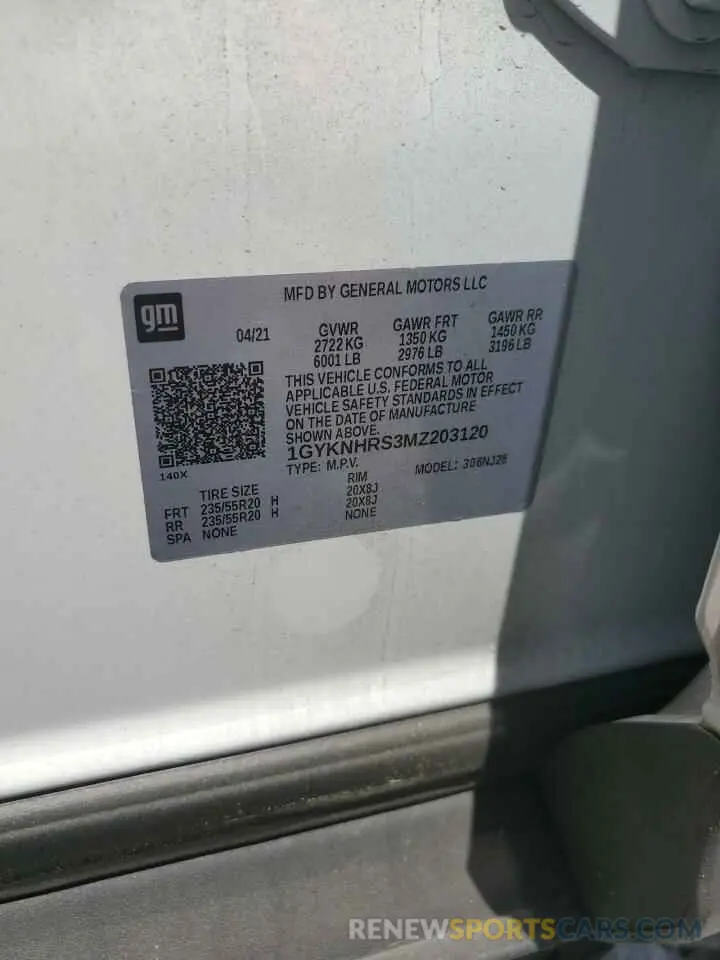 MFD BY GENERAL MOTORS LLC
gm
04/21 GVWR GAWR FRT GAWR RR
2722 KG 1350 KG 1450 KG
6001 LB 2976 LB 3196 LB
THIS VEHICLE CONFORMS TO ALL
APPLICABLE U.S. FEDERAL MOTOR
VEHICLE SAFETY STANDARDS IN EFFECT
ON THE DATE OF MANUFACTURE
SHOWN ABOVE.
1GYKNHRS3MZ203120
140X
TYPE: M.P.V. MODEL: 306NJ26
TIRE SIZE RIM
FRT 235/55R20 H 20X8J
RR 235/55R20 H 20X8J
SPA NONE NONE
RENEWSPORTSCARS.COM